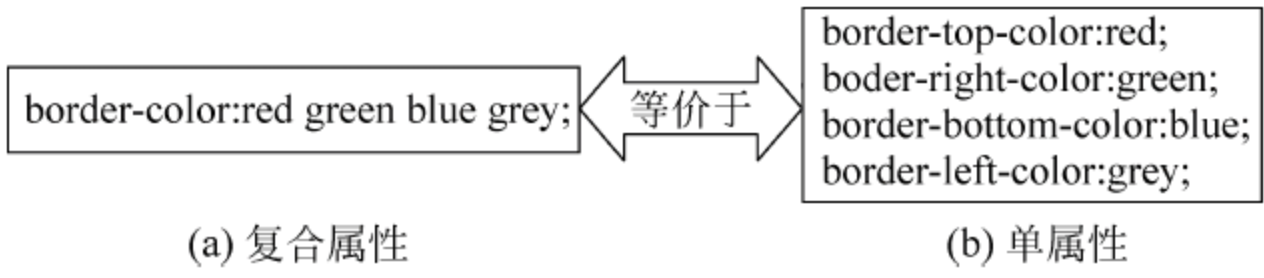 border-color:red green blue grey;
等价于
border-top-color:red;
boder-right-color:green;
border-bottom-color:blue;
border-left-color:grey;
(a) 复合属性
(b) 单属性